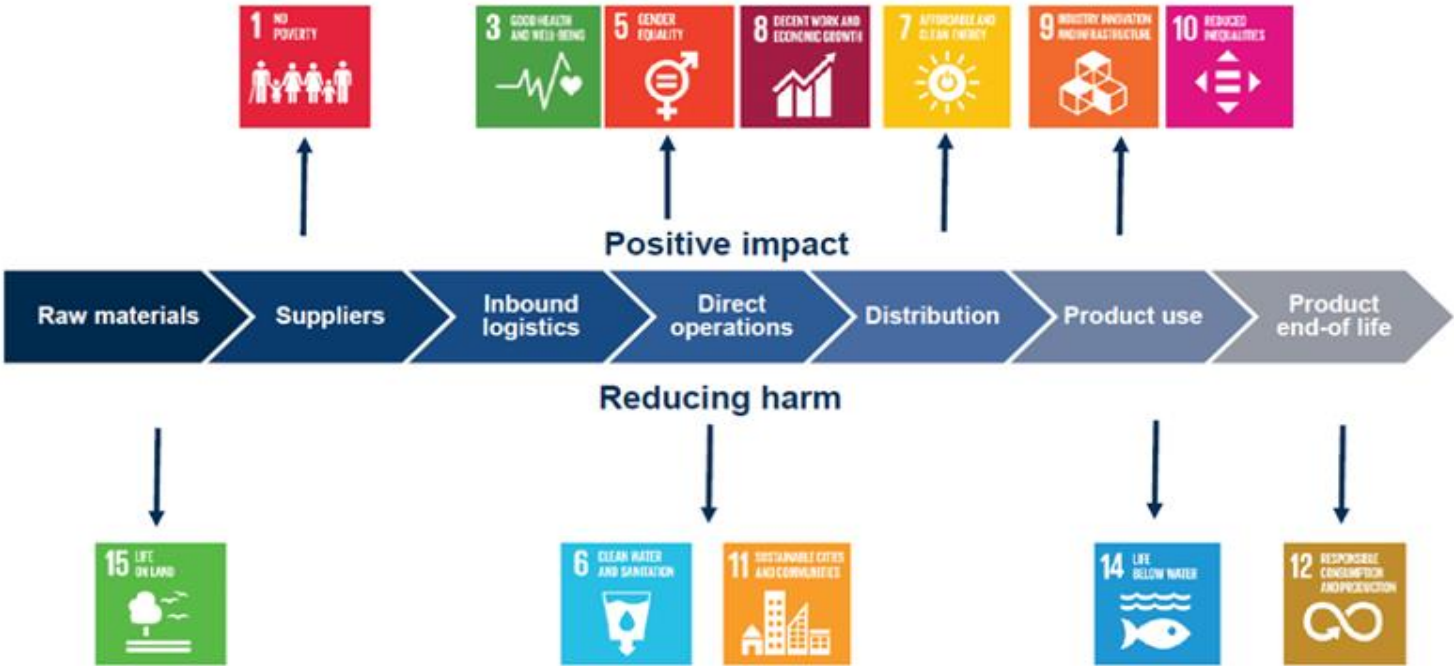 1 NO
POVERTY
3 GOOD HEALTH
AND WELL-BEING
5 GENDER
EQUALITY
8 DECENT WORK AND
ECONOMIC GROWTH
7 AFFORDABLE AND
CLEAN ENERGY
9 INDUSTRY, INNOVATION
AND INFRASTRUCTURE
10 REDUCED
INEQUALITIES
Positive impact
Raw materials
Suppliers
Inbound
logistics
Direct
operations
Distribution
Product use
Product
end-of life
Reducing harm
15 LIFE
ON LAND
6 CLEAN WATER
AND SANITATION
11 SUSTAINABLE CITIES
AND COMMUNITIES
14 LIFE
BELOW WATER
12 RESPONSIBLE
CONSUMPTION
AND PRODUCTION